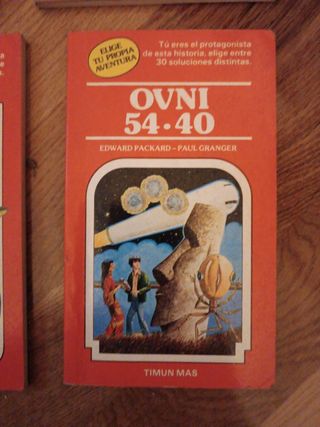 ELIGE
TU PROPIA
AVENTURA
Tú eres el protagonista
de esta historia, elige entre
30 soluciones distintas.
OVNI
54·40
EDWARD PACKARD – PAUL GRANGER
TIMUN MAS